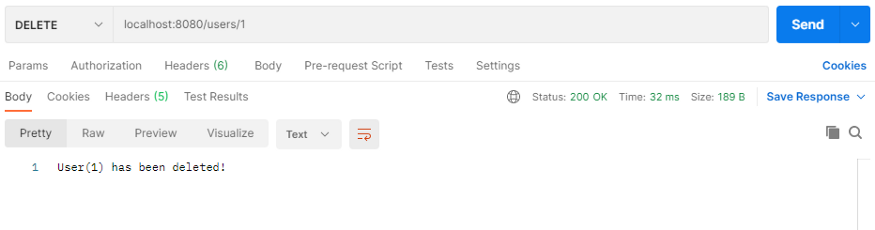 DELETE localhost:8080/users/1 Send
Params Authorization Headers (6) Body Pre-request Script Tests Settings Cookies
Body Cookies Headers (5) Test Results Status: 200 OK Time: 32 ms Size: 189 B Save Response
Pretty Raw Preview Visualize Text
1 User(1) has been deleted!